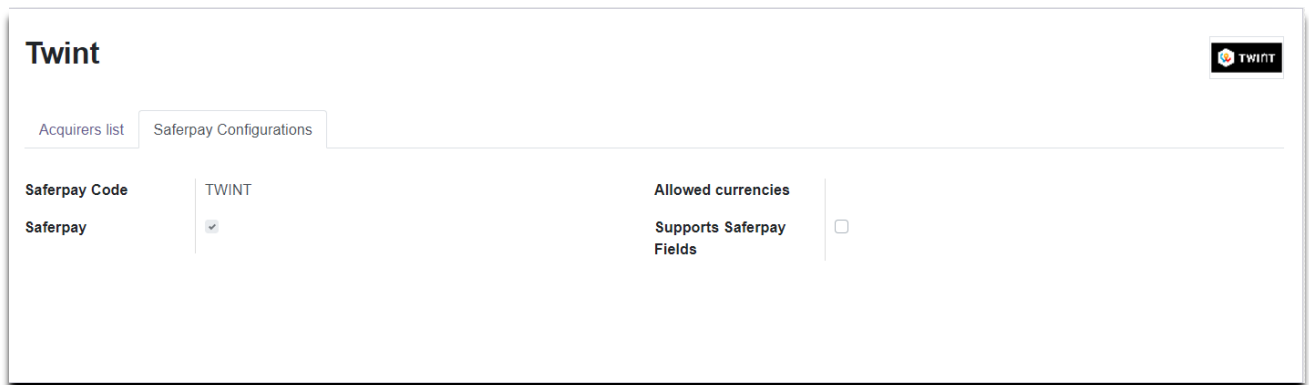 Twint
TWINT
Acquirers list
Saferpay Configurations
Saferpay Code
TWINT
Allowed currencies
Saferpay
Supports Saferpay
Fields